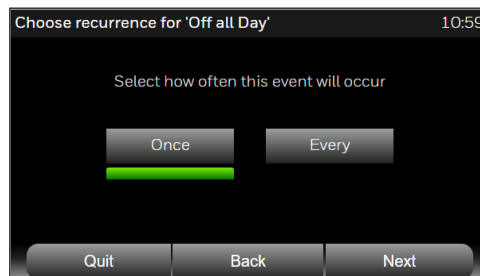 Choose recurrence for 'Off all Day' 10:59
Select how often this event will occur
Once Every
Quit Back Next